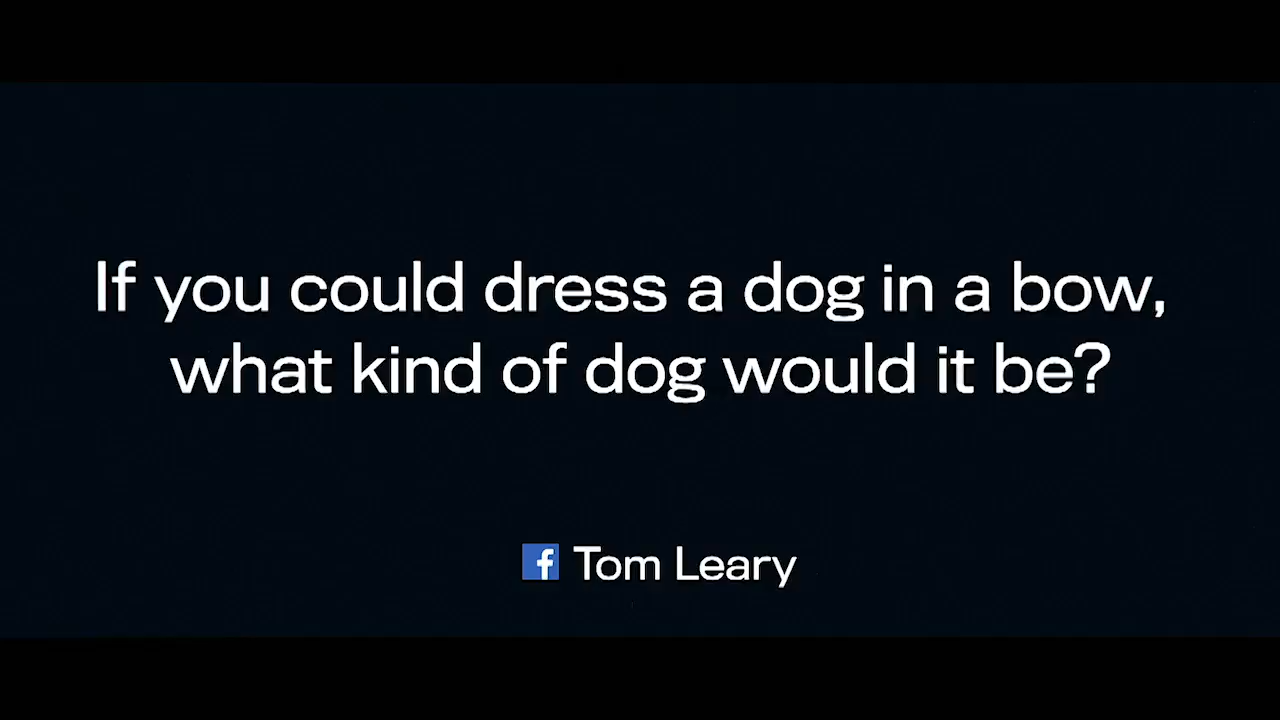 If you could dress a dog in a bow,
what kind of dog would it be?
f Tom Leary